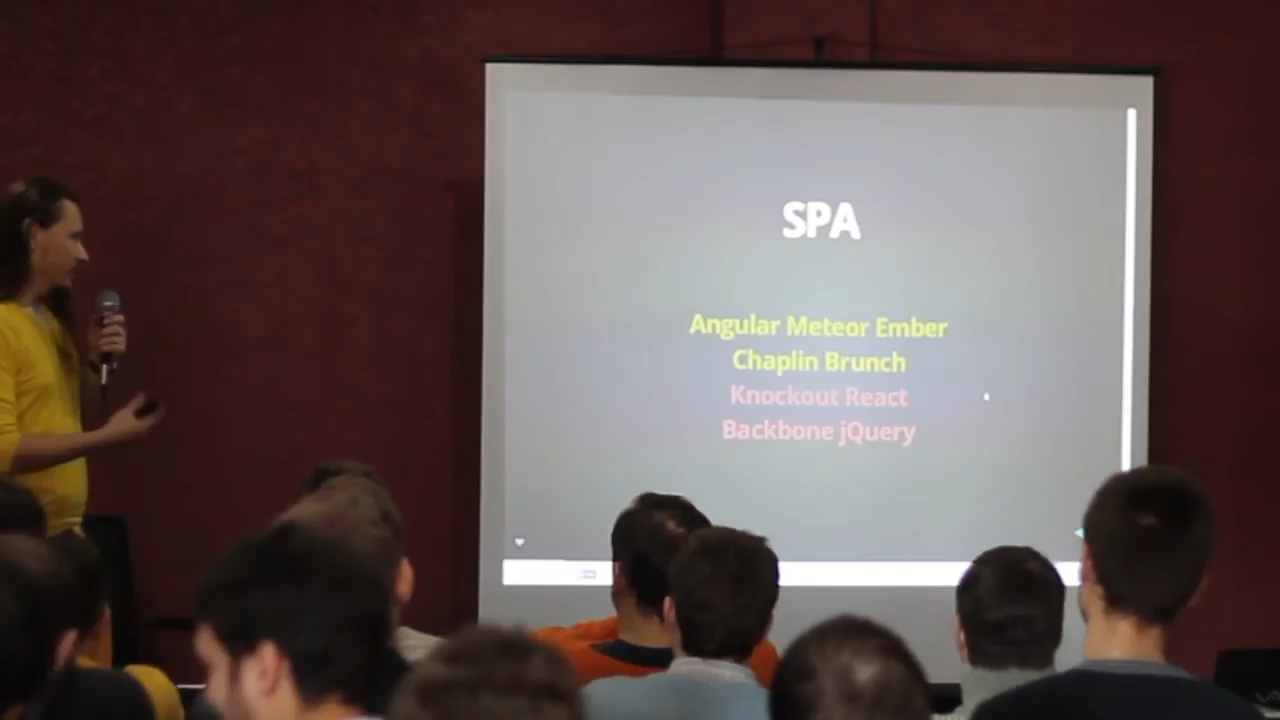 SPA
Angular Meteor Ember
Chaplin Brunch
Knockout React
Backbone jQuery